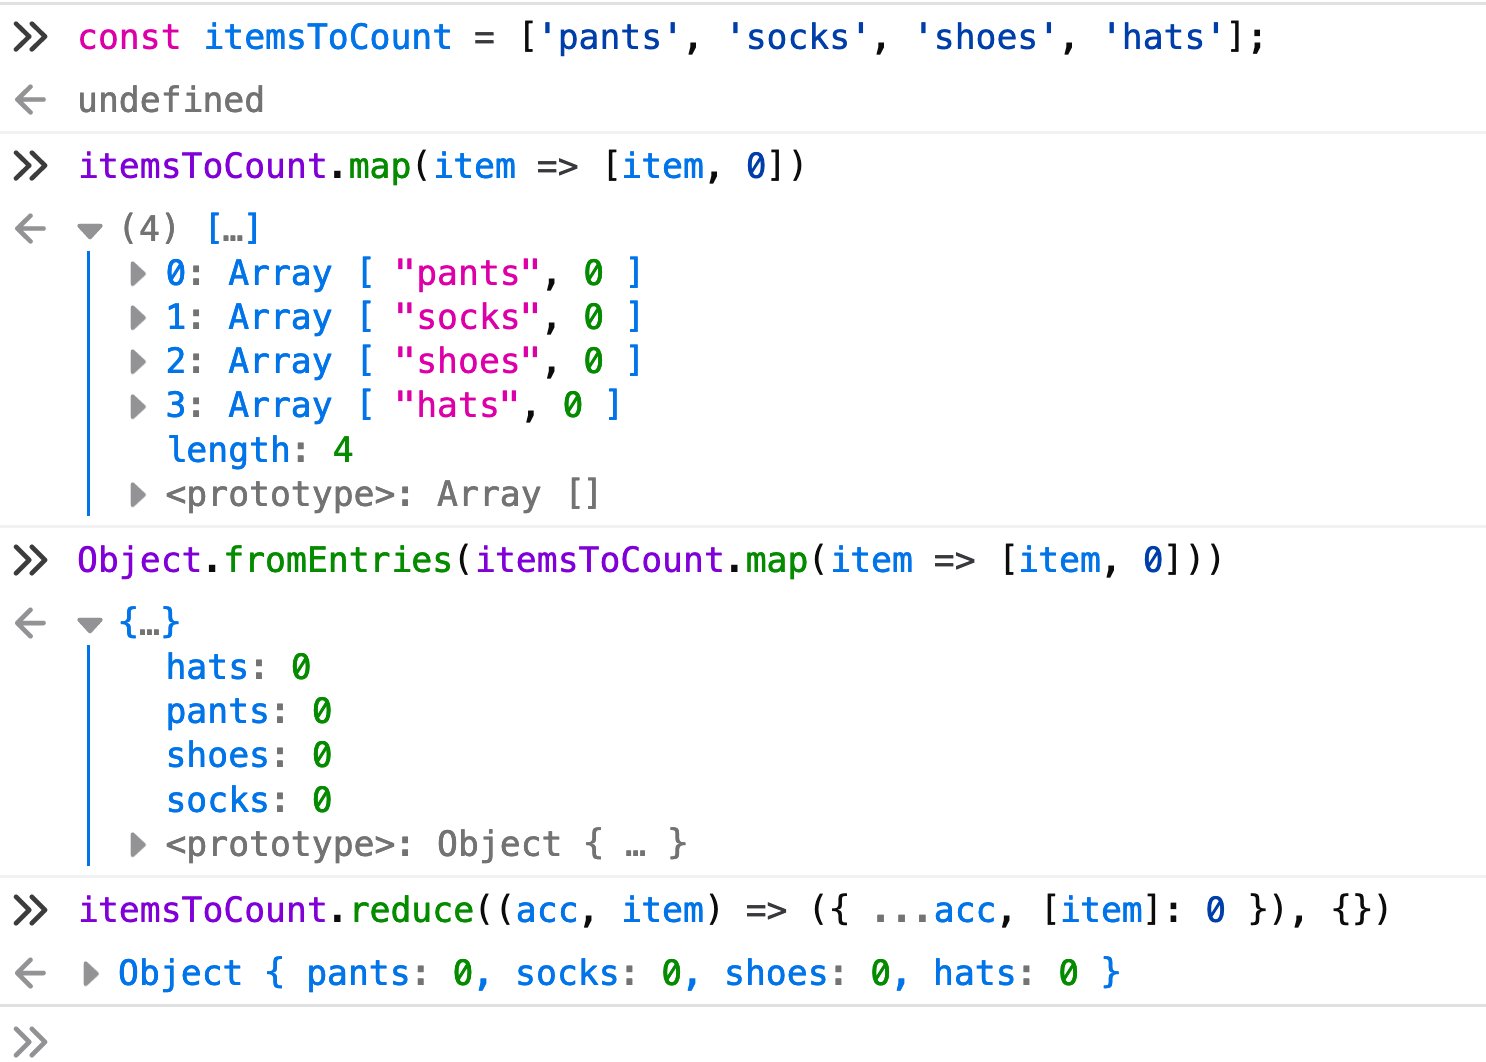 >> const itemsToCount = ['pants', 'socks', 'shoes', 'hats'];
← undefined
>> itemsToCount.map(item => [item, 0])
← ▼ (4) […]
▶ 0: Array [ "pants", 0 ]
▶ 1: Array [ "socks", 0 ]
▶ 2: Array [ "shoes", 0 ]
▶ 3: Array [ "hats", 0 ]
length: 4
▶ <prototype>: Array []
>> Object.fromEntries(itemsToCount.map(item => [item, 0]))
← ▼ {…}
hats: 0
pants: 0
shoes: 0
socks: 0
▶ <prototype>: Object { … }
>> itemsToCount.reduce((acc, item) => ({ ...acc, [item]: 0 }), {})
← ▶ Object { pants: 0, socks: 0, shoes: 0, hats: 0 }
>>